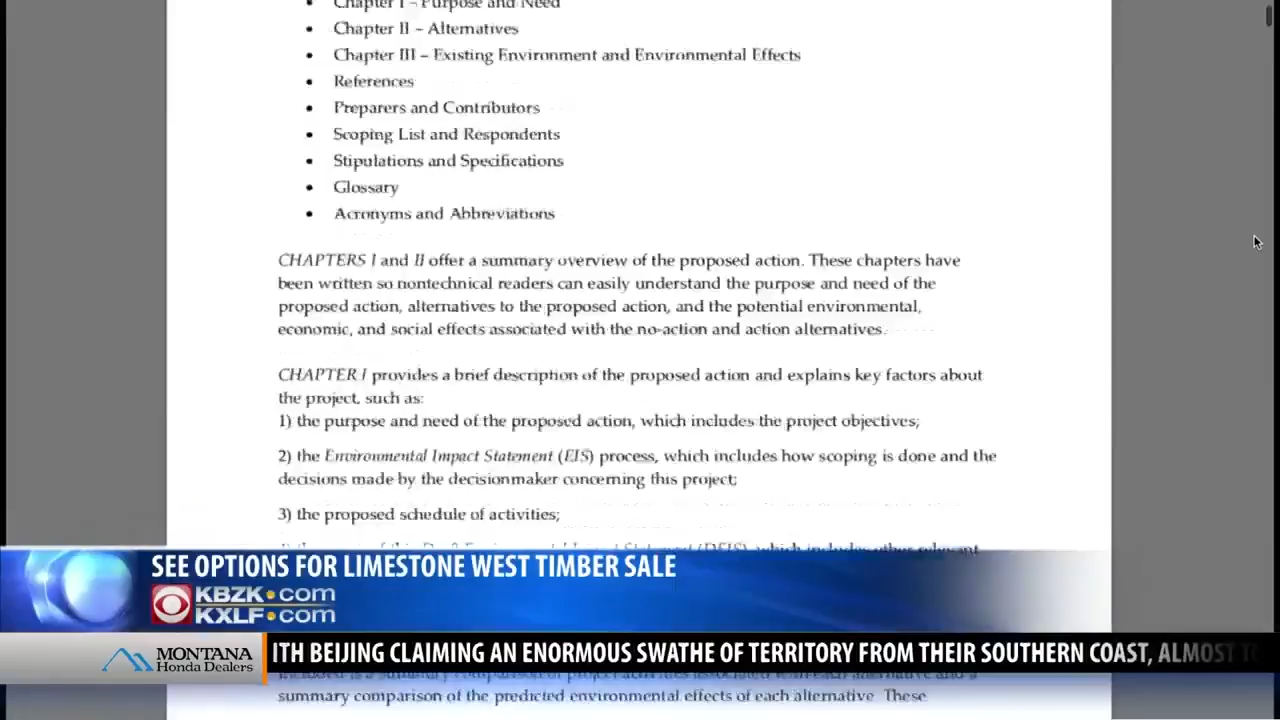 Chapter I – Purpose and Need
Chapter II – Alternatives
Chapter III – Existing Environment and Environmental Effects
References
Preparers and Contributors
Scoping List and Respondents
Stipulations and Specifications
Glossary
Acronyms and Abbreviations
CHAPTERS I and II offer a summary overview of the proposed action. These chapters have
been written so nontechnical readers can easily understand the purpose and need of the
proposed action, alternatives to the proposed action, and the potential environmental,
economic, and social effects associated with the no-action and action alternatives.
CHAPTER I provides a brief description of the proposed action and explains key factors about
the project, such as:
1) the purpose and need of the proposed action, which includes the project objectives;
2) the Environmental Impact Statement (EIS) process, which includes how scoping is done and the
decisions made by the decisionmaker concerning this project;
3) the proposed schedule of activities;
SEE OPTIONS FOR LIMESTONE WEST TIMBER SALE
KBZK.com
KXLF.com
MONTANA
Honda Dealers
ITH BEIJING CLAIMING AN ENORMOUS SWATHE OF TERRITORY FROM THEIR SOUTHERN COAST, ALMOST
summary comparison of the predicted environmental effects of each alternative. These